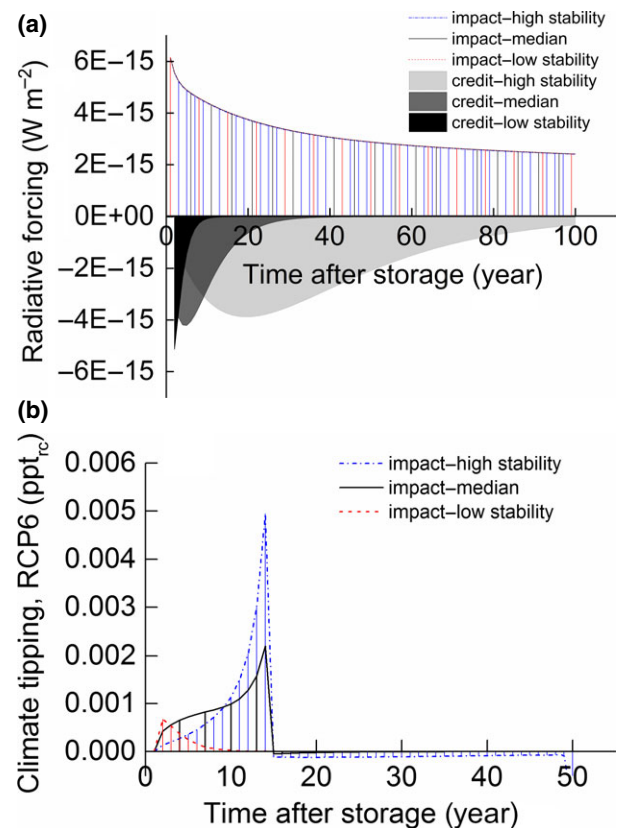 (a)
impact–high stability
impact–median
impact–low stability
credit–high stability
credit–median
credit–low stability
Radiative forcing (W m−2)
6E-15
4E-15
2E-15
0E+00
−2E-15
−4E-15
−6E-15
0 20 40 60 80 100
Time after storage (year)
(b)
Climate tipping, RCP6 (pptrc)
impact–high stability
impact–median
impact–low stability
0.006
0.005
0.004
0.003
0.002
0.001
0.000
0 10 20 30 40 50
Time after storage (year)